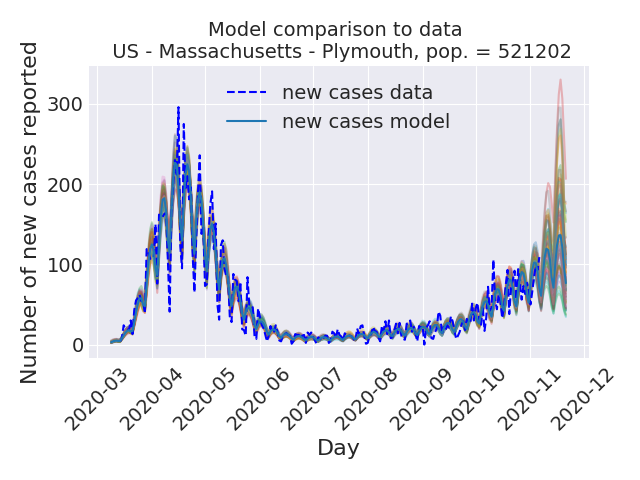 Model comparison to data
US - Massachusetts - Plymouth, pop. = 521202
new cases data
new cases model
Number of new cases reported
300
200
100
0
2020-03
2020-04
2020-05
2020-06
2020-07
2020-08
2020-09
2020-10
2020-11
2020-12
Day